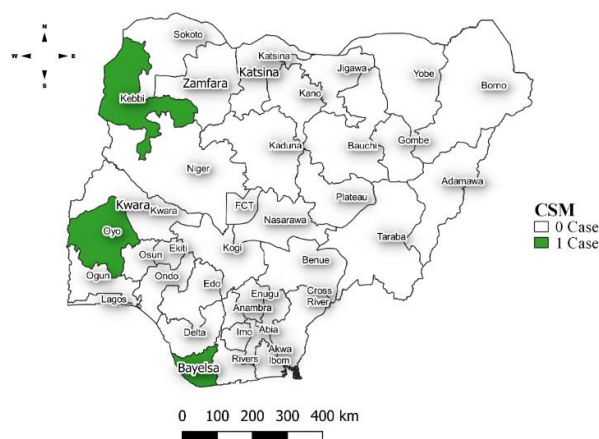 N
W E
S
Sokoto
Katsina
Katsina
Jigawa
Yobe
Borno
Zamfara
Kano
Kebbi
Gombe
Kaduna
Bauchi
Niger
Adamawa
Plateau
Kwara
Kwara
FCT
Nasarawa
Taraba
Oyo
Kogi
Ekiti
Osun
Benue
Ogun
Ondo
Edo
Lagos
Enugu
Cross
River
Anambra
Delta
Imo
Abia
Akwa
Ibom
Rivers
Bayelsa
CSM
0 Case
1 Case
0 100 200 300 400 km